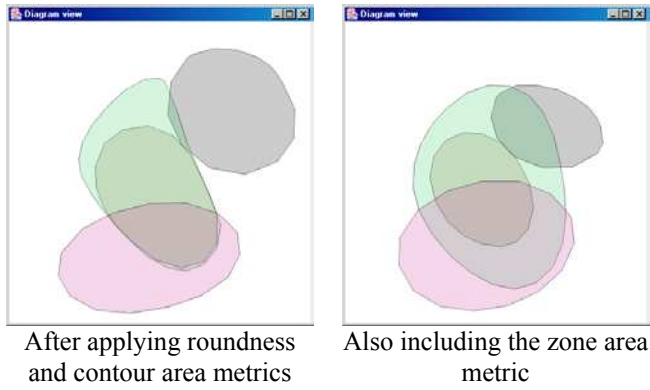 Diagram view
Diagram view
After applying roundness
and contour area metrics
Also including the zone area
metric